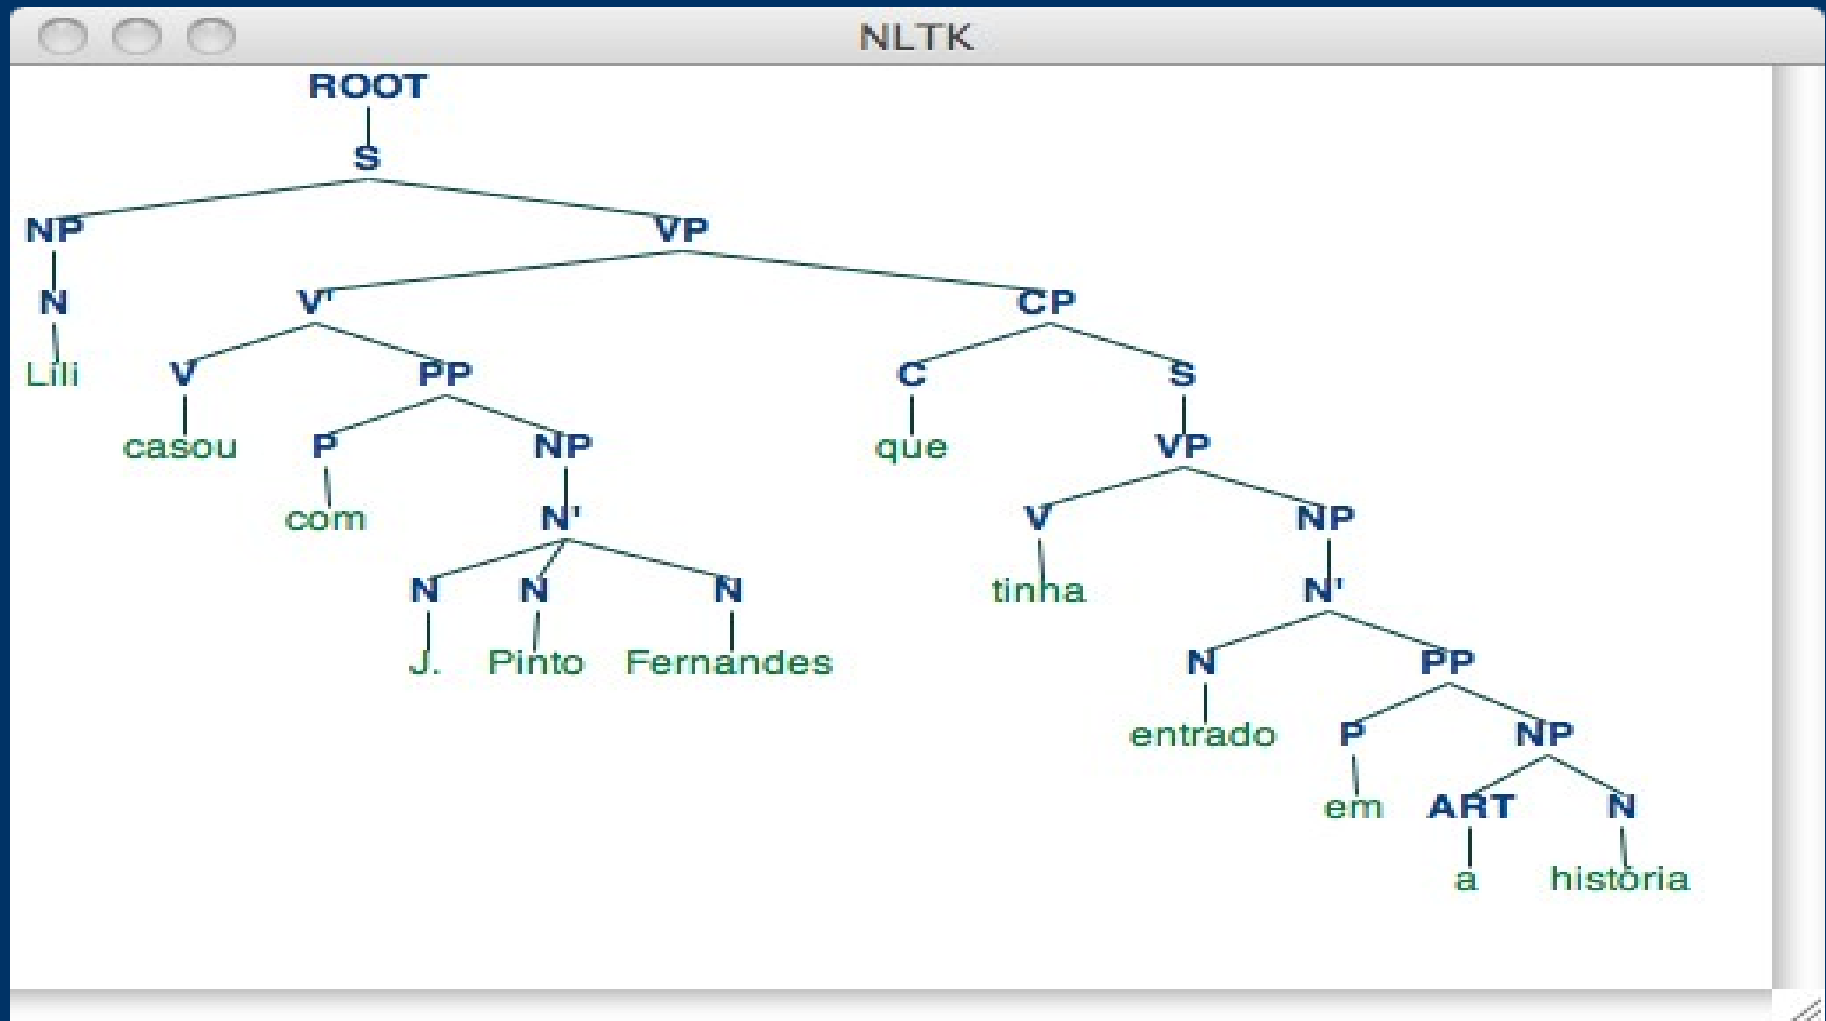 NLTK
ROOT
S
NP VP
N V' CP
Lili V PP C S
casou P NP que VP
com N' V NP
N N N tinha N'
J. Pinto Fernandes N PP
entrado P NP
em ART N
a história